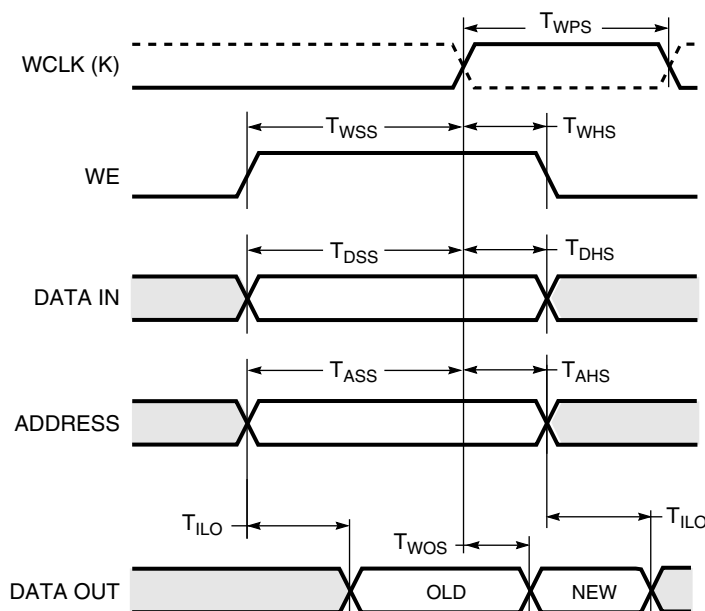 T_WPS
WCLK (K)
T_WSS
T_WHS
WE
T_DSS
T_DHS
DATA IN
T_ASS
T_AHS
ADDRESS
T_ILO
T_WOS
T_ILO
DATA OUT
OLD
NEW